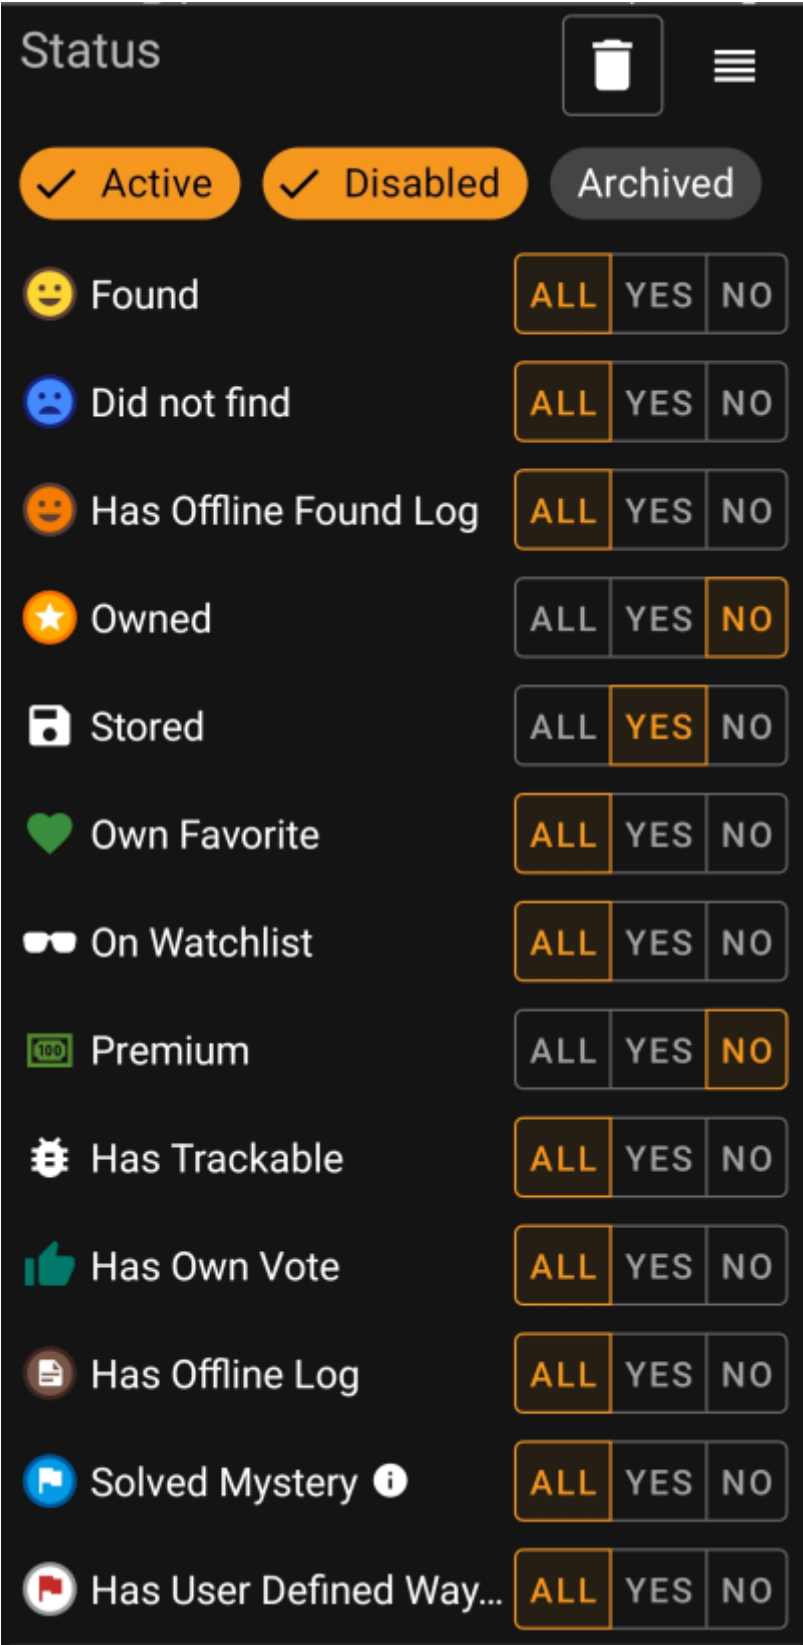 Status
Active Disabled Archived
Found ALL YES NO
Did not find ALL YES NO
Has Offline Found Log ALL YES NO
Owned ALL YES NO
Stored ALL YES NO
Own Favorite ALL YES NO
On Watchlist ALL YES NO
100 Premium ALL YES NO
Has Trackable ALL YES NO
Has Own Vote ALL YES NO
Has Offline Log ALL YES NO
Solved Mystery i ALL YES NO
Has User Defined Way... ALL YES NO